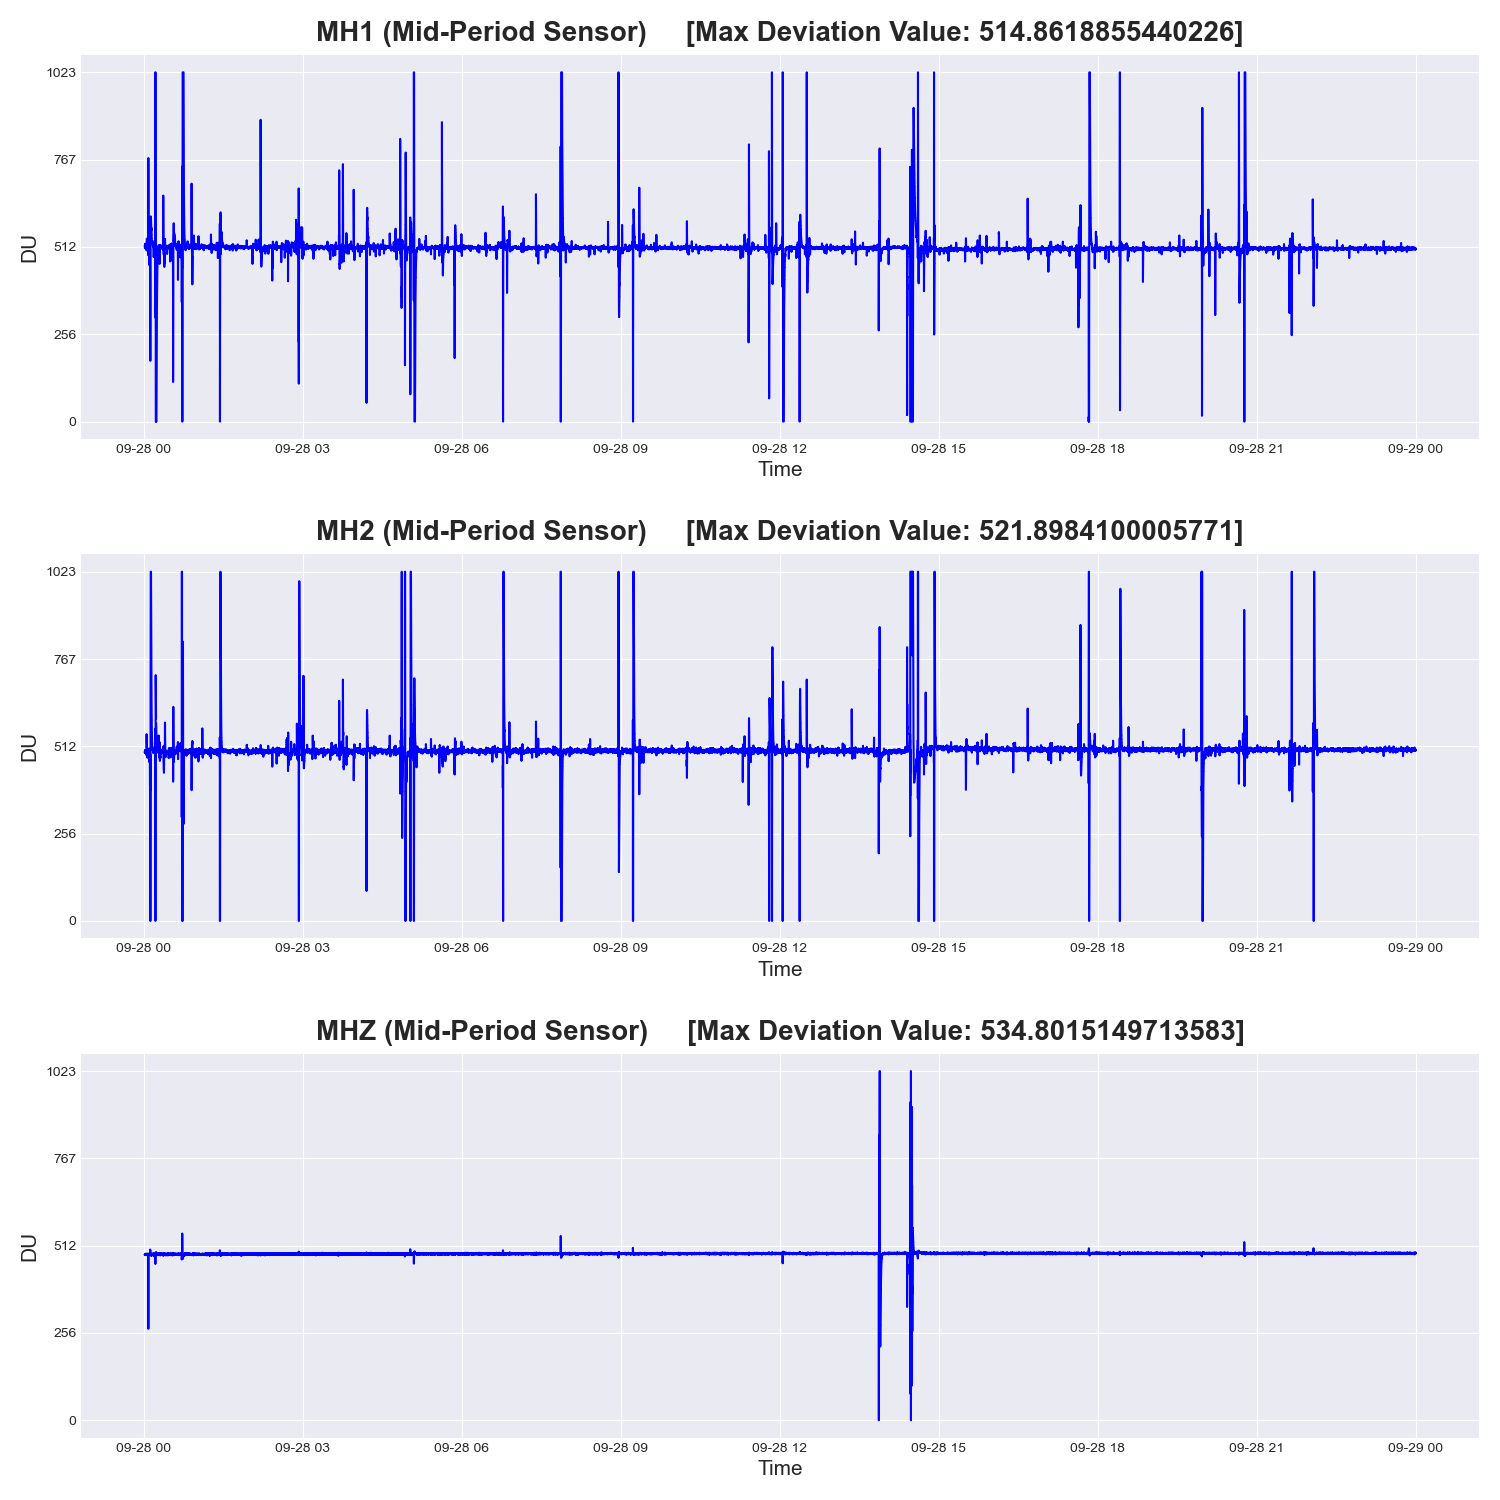 MH1 (Mid-Period Sensor) [Max Deviation Value: 514.8618855440226]
1023
767
512
256
0
DU
09-28 00 09-28 03 09-28 06 09-28 09 09-28 12 09-28 15 09-28 18 09-28 21 09-29 00
Time
MH2 (Mid-Period Sensor) [Max Deviation Value: 521.8984100005771]
1023
767
512
256
0
DU
09-28 00 09-28 03 09-28 06 09-28 09 09-28 12 09-28 15 09-28 18 09-28 21 09-29 00
Time
MHZ (Mid-Period Sensor) [Max Deviation Value: 534.8015149713583]
1023
767
512
256
0
DU
09-28 00 09-28 03 09-28 06 09-28 09 09-28 12 09-28 15 09-28 18 09-28 21 09-29 00
Time